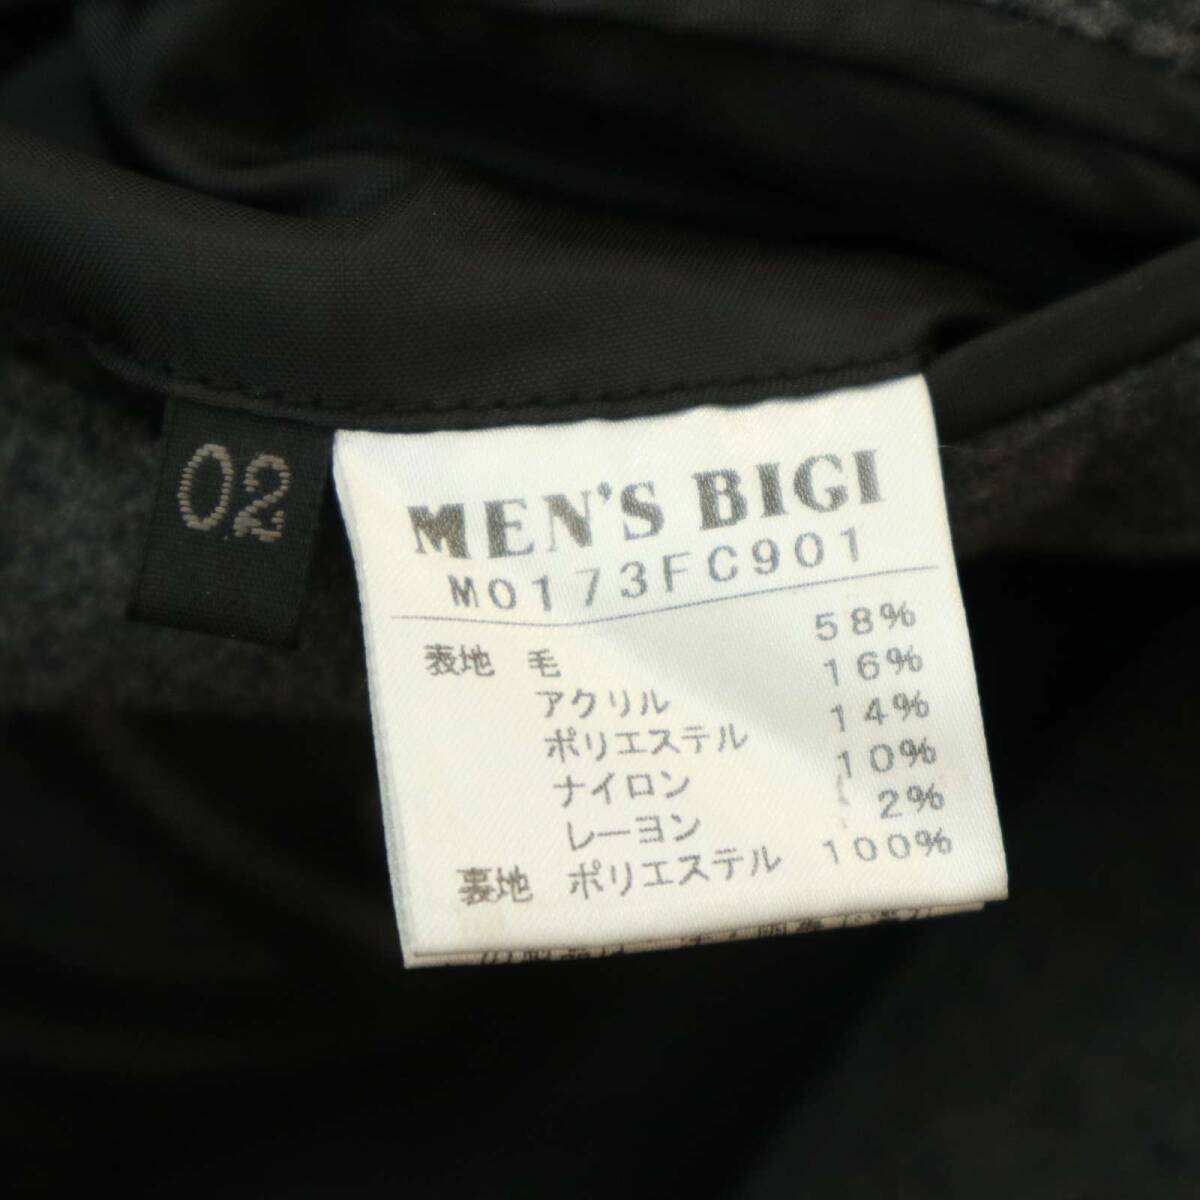 02
MEN'S BIGI
M0173FC901
表地 毛 58%
アクリル 16%
ポリエステル 14%
ナイロン 10%
レーヨン 2%
裏地 ポリエステル 100%